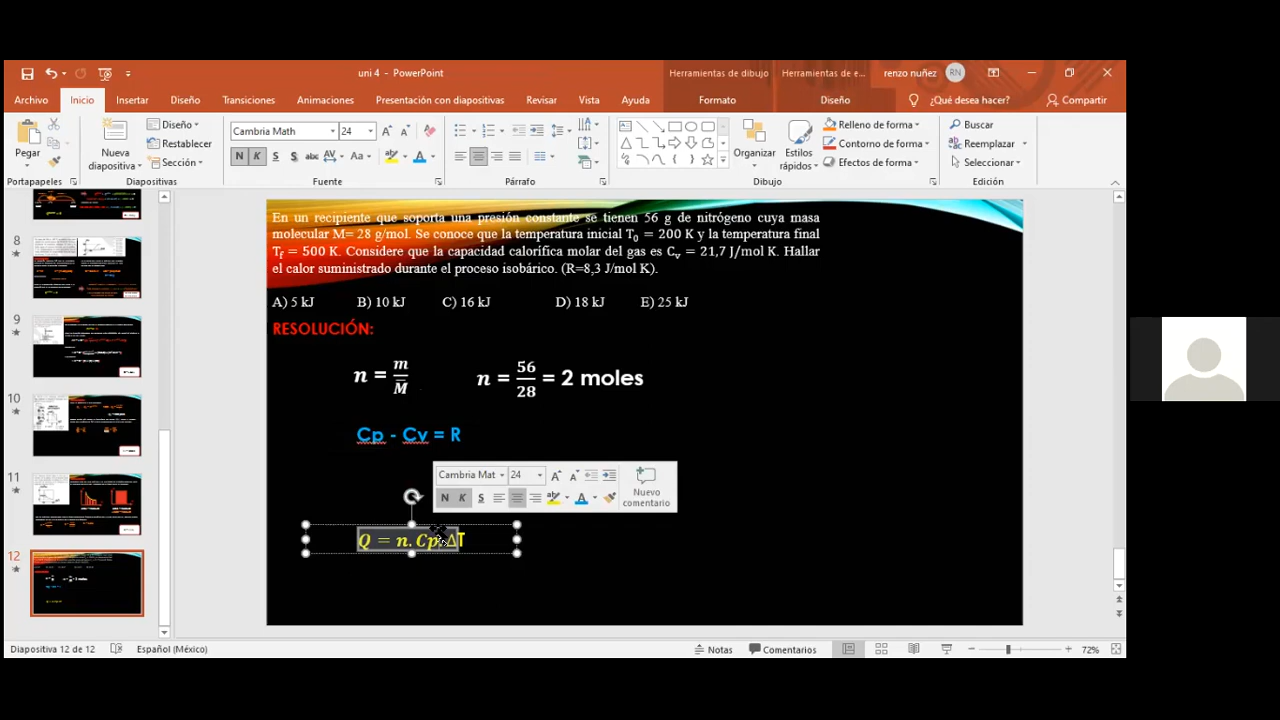 uni 4 - PowerPoint
Herramientas de dibujo
Herramientas de e...
renzo nuñez
RN
Archivo
Inicio
Insertar
Diseño
Transiciones
Animaciones
Presentación con diapositivas
Revisar
Vista
Ayuda
Formato
Diseño
¿Qué desea hacer?
Compartir
Pegar
Nueva
diapositiva
Diseño
Restablecer
Sección
Cambria Math
24
N K S S abc AV Aa A
Organizar
Estilos
rápidos
Relleno de forma
Contorno de forma
Efectos de forma
Buscar
Reemplazar
Seleccionar
Portapapeles
Diapositivas
Fuente
Párrafo
Dibujo
Edición
8
9
10
11
12
En un recipiente que soporta una presión constante se tienen 56 g de nitrógeno cuya masa
molecular M= 28 g/mol. Se conoce que la temperatura inicial T₀ = 200 K y la temperatura final
T_f = 500 K. Considere que la capacidad calorífica molar del gas es C_v = 21,7 J/mol K. Hallar
el calor suministrado durante el proceso isobárico. (R=8,3 J/mol K).
A) 5 kJ B) 10 kJ C) 16 kJ D) 18 kJ E) 25 kJ
RESOLUCIÓN:
n = m/M̅ n = 56/28 = 2 moles
Cp - Cv = R
Cambria Mat 24
N K S
Nuevo
comentario
Q = n. Cp. ΔT
Diapositiva 12 de 12
Español (México)
Notas
Comentarios
72%